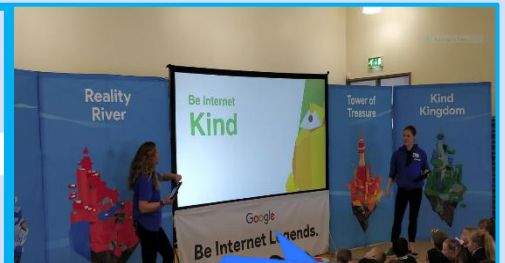 Reality
River
Be Internet
Kind
Tower of
Treasure
Kind
Kingdom
Google
Be Internet Legends.